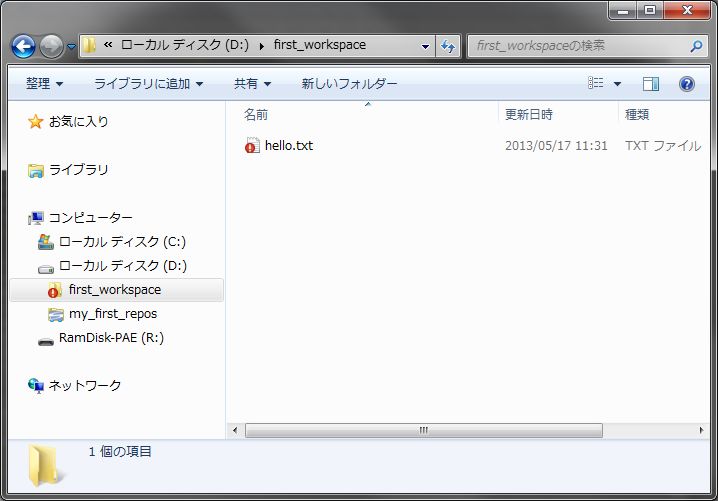 « ローカル ディスク (D:) ▸ first_workspace
first_workspaceの検索
整理 ライブラリに追加 共有 新しいフォルダー
お気に入り
ライブラリ
コンピューター
ローカル ディスク (C:)
ローカル ディスク (D:)
first_workspace
my_first_repos
RamDisk-PAE (R:)
ネットワーク
名前 更新日時 種類
hello.txt 2013/05/17 11:31 TXT ファイル
1 個の項目